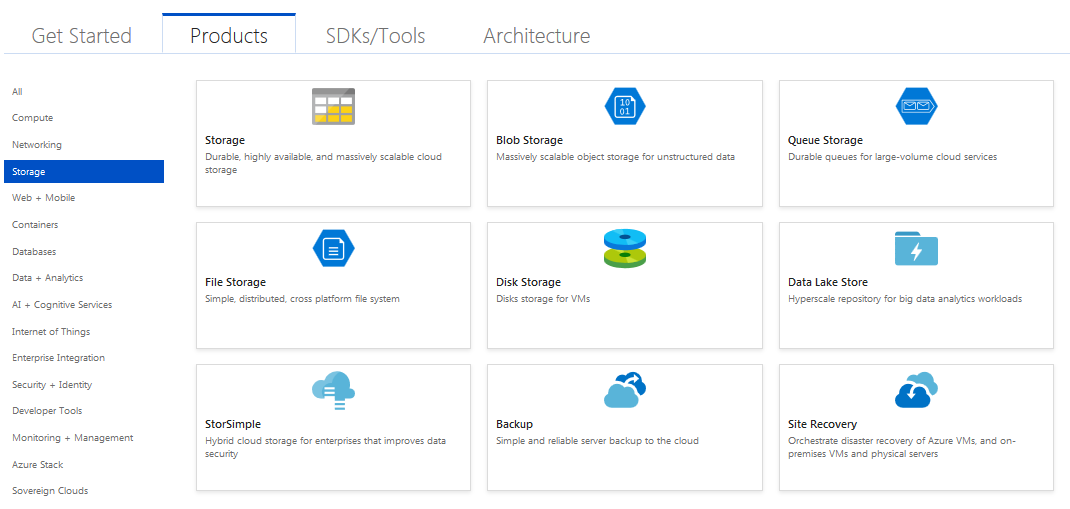 Get Started
Products
SDKs/Tools
Architecture
All
Compute
Networking
Storage
Web + Mobile
Containers
Databases
Data + Analytics
AI + Cognitive Services
Internet of Things
Enterprise Integration
Security + Identity
Developer Tools
Monitoring + Management
Azure Stack
Sovereign Clouds
Storage
Durable, highly available, and massively scalable cloud
storage
10
01
Blob Storage
Massively scalable object storage for unstructured data
Queue Storage
Durable queues for large-volume cloud services
File Storage
Simple, distributed, cross platform file system
Disk Storage
Disks storage for VMs
Data Lake Store
Hyperscale repository for big data analytics workloads
StorSimple
Hybrid cloud storage for enterprises that improves data
security
Backup
Simple and reliable server backup to the cloud
Site Recovery
Orchestrate disaster recovery of Azure VMs, and on-
premises VMs and physical servers